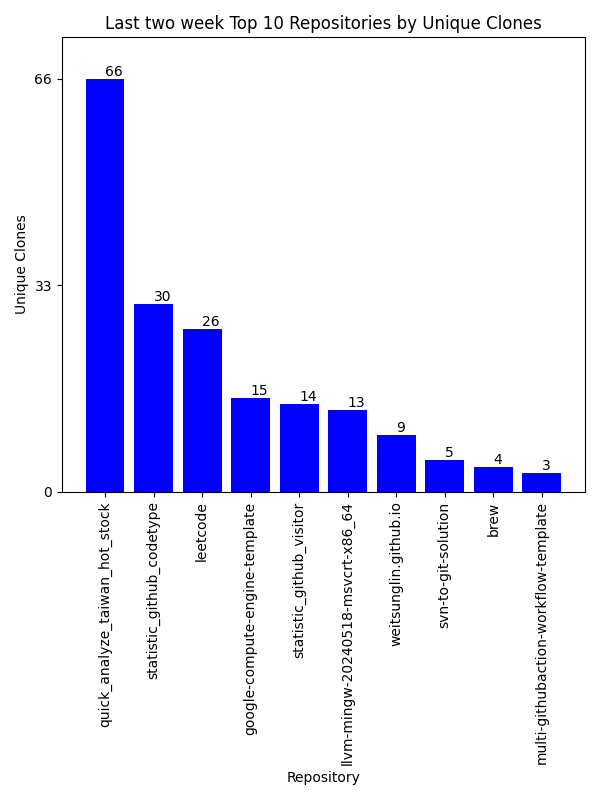 Last two week Top 10 Repositories by Unique Clones
Unique Clones
66
33
0
66
30
26
15
14
13
9
5
4
3
quick_analyze_taiwan_hot_stock
statistic_github_codetype
leetcode
google-compute-engine-template
statistic_github_visitor
llvm-mingw-20240518-msvcrt-x86_64
weitsunglin.github.io
svn-to-git-solution
brew
multi-githubaction-workflow-template
Repository